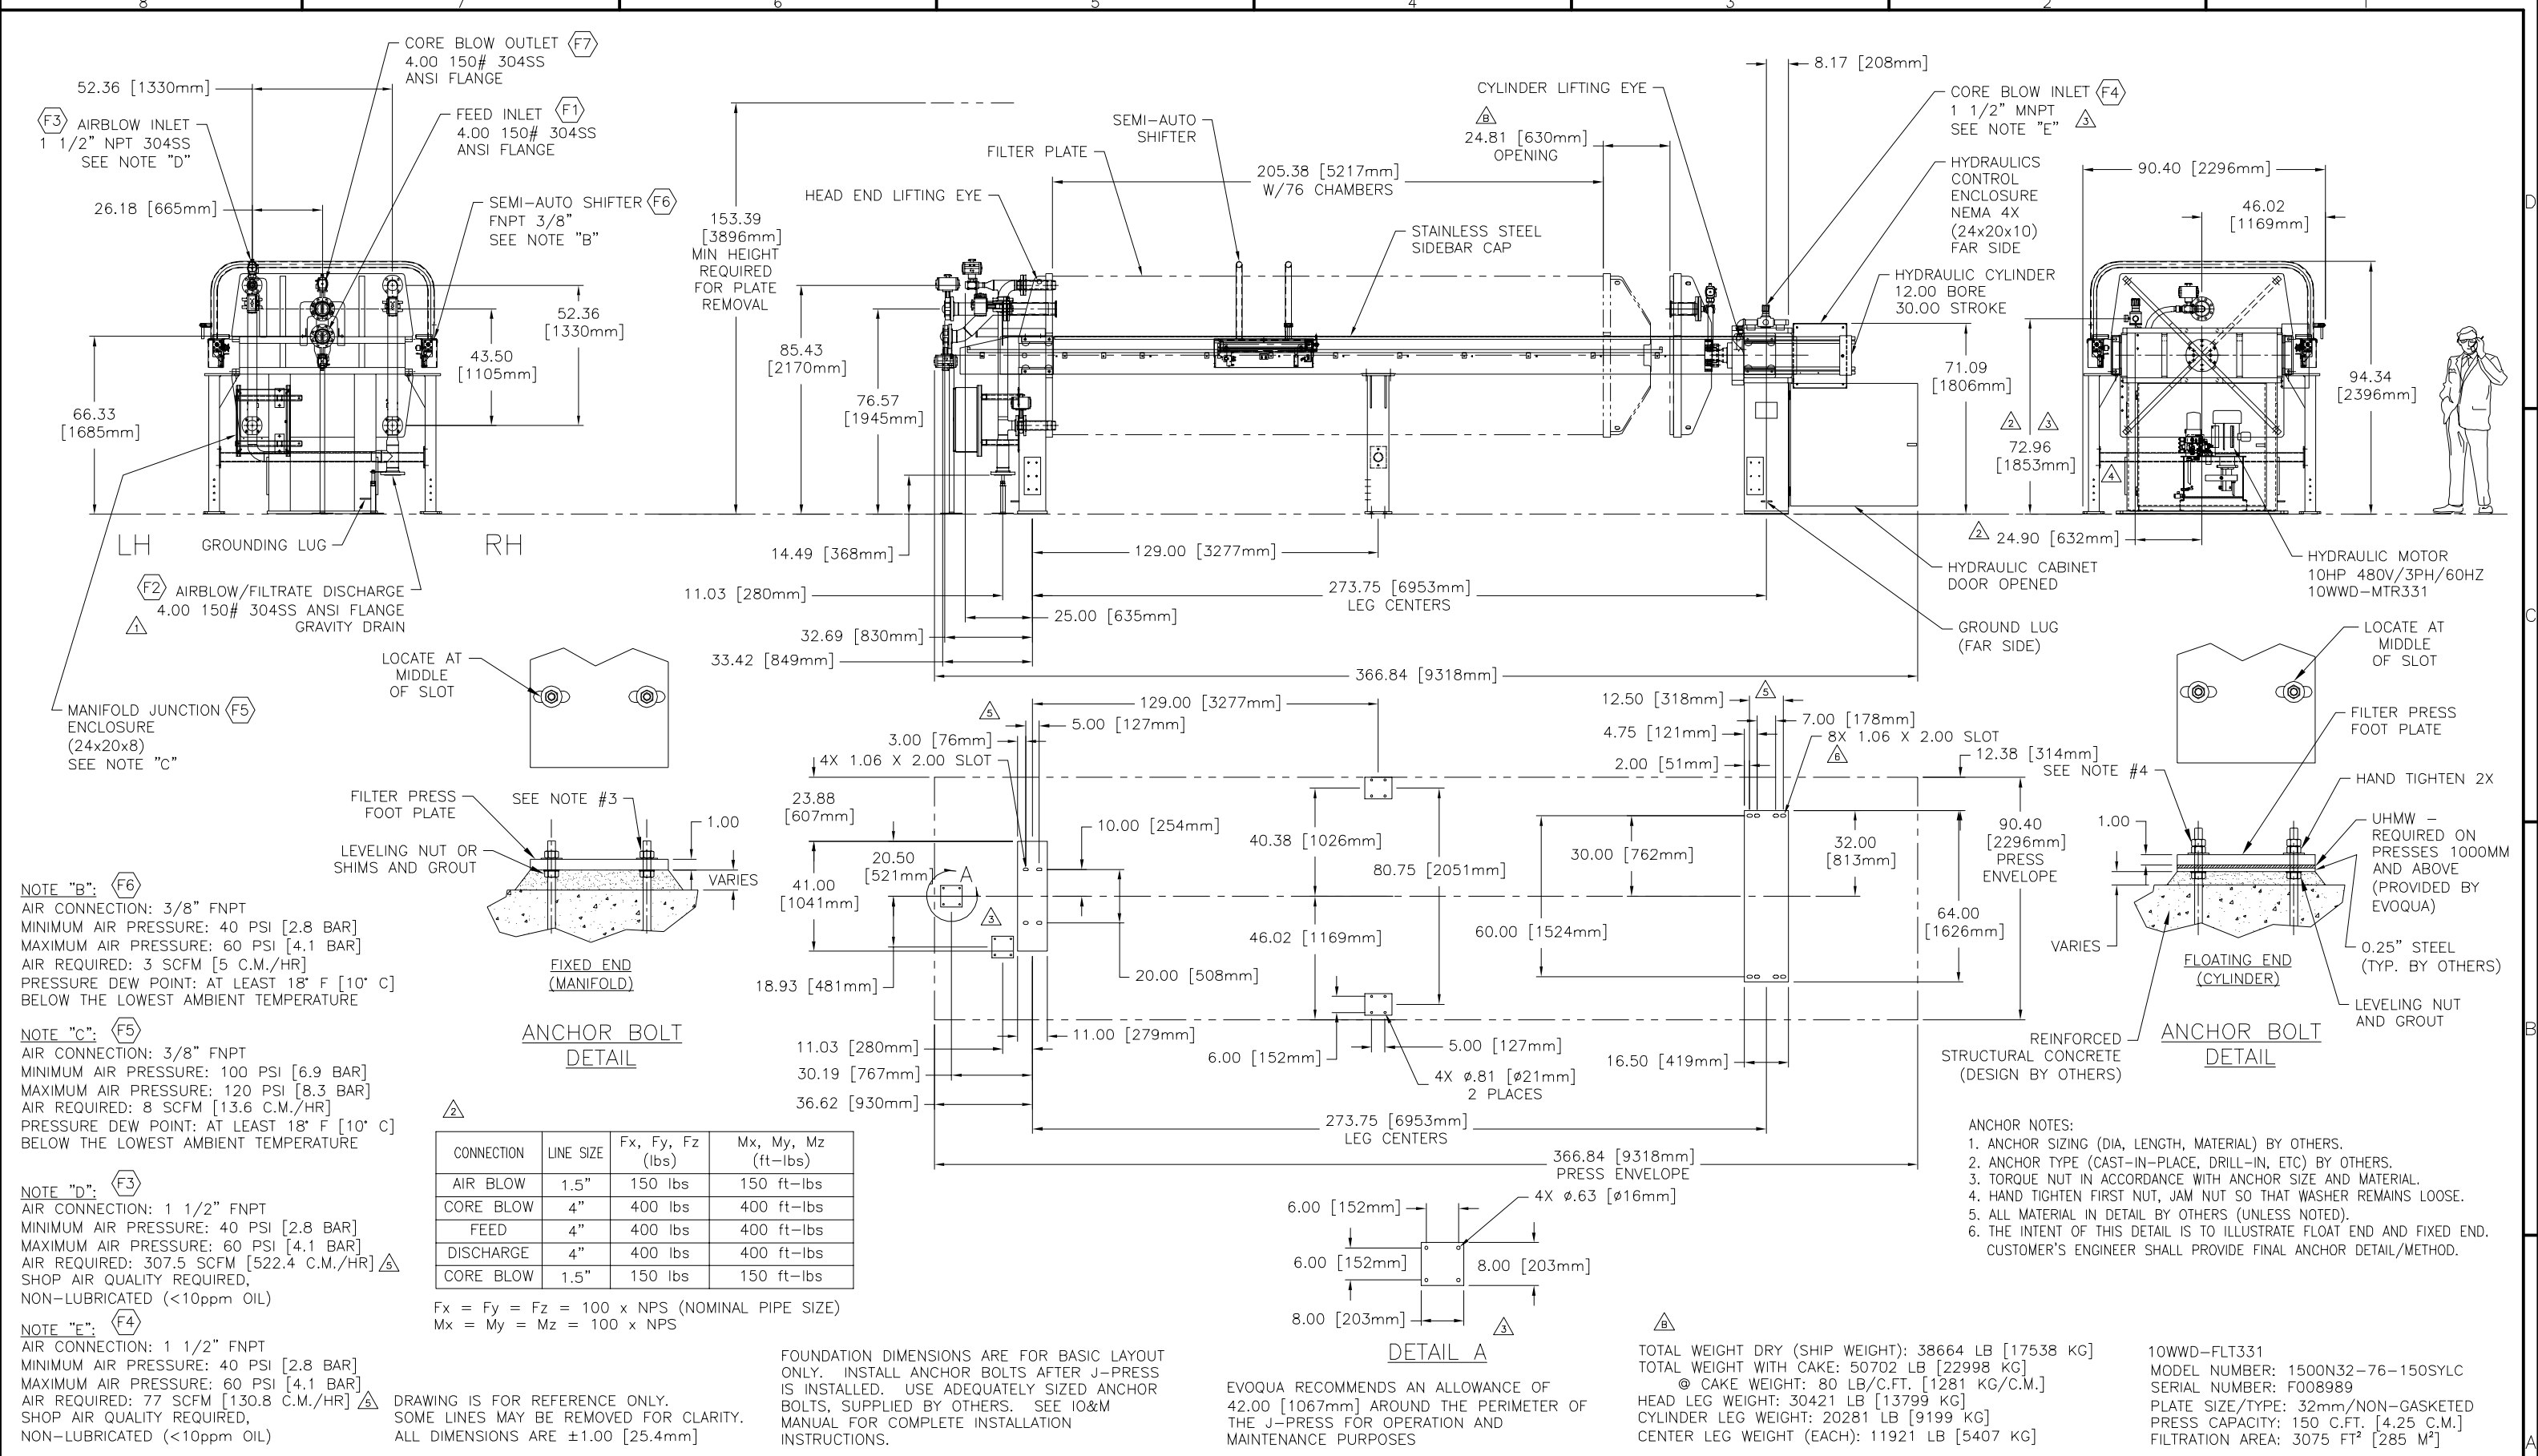 8 7 6 5 4 3 2 1
D
C
B
A
CORE BLOW OUTLET F7
4.00 150# 304SS
ANSI FLANGE
52.36 [1330mm]
F3 AIRBLOW INLET
1 1/2" NPT 304SS
SEE NOTE "D"
FEED INLET F1
4.00 150# 304SS
ANSI FLANGE
26.18 [665mm]
SEMI-AUTO SHIFTER F6
FNPT 3/8"
SEE NOTE "B"
52.36
[1330mm]
43.50
[1105mm]
66.33
[1685mm]
LH
GROUNDING LUG
RH
F2 AIRBLOW/FILTRATE DISCHARGE
4.00 150# 304SS ANSI FLANGE
1
GRAVITY DRAIN
MANIFOLD JUNCTION F5
ENCLOSURE
(24x20x8)
SEE NOTE "C"
153.39
[3896mm]
MIN HEIGHT
REQUIRED
FOR PLATE
REMOVAL
HEAD END LIFTING EYE
FILTER PLATE
SEMI-AUTO
SHIFTER
205.38 [5217mm]
W/76 CHAMBERS
STAINLESS STEEL
SIDEBAR CAP
CYLINDER LIFTING EYE
B
24.81 [630mm]
OPENING
8.17 [208mm]
CORE BLOW INLET F4
1 1/2" MNPT
SEE NOTE "E" 3
HYDRAULICS
CONTROL
ENCLOSURE
NEMA 4X
(24x20x10)
FAR SIDE
HYDRAULIC CYLINDER
12.00 BORE
30.00 STROKE
85.43
[2170mm]
76.57
[1945mm]
71.09
[1806mm]
2 3
72.96
[1853mm]
4
90.40 [2296mm]
46.02
[1169mm]
94.34
[2396mm]
2 24.90 [632mm]
HYDRAULIC MOTOR
10HP 480V/3PH/60HZ
10WWD-MTR331
HYDRAULIC CABINET
DOOR OPENED
GROUND LUG
(FAR SIDE)
14.49 [368mm]
129.00 [3277mm]
11.03 [280mm]
273.75 [6953mm]
LEG CENTERS
25.00 [635mm]
32.69 [830mm]
33.42 [849mm]
366.84 [9318mm]
LOCATE AT
MIDDLE
OF SLOT
FILTER PRESS
FOOT PLATE
SEE NOTE #3
1.00
LEVELING NUT OR
SHIMS AND GROUT
VARIES
FIXED END
(MANIFOLD)
ANCHOR BOLT
DETAIL
129.00 [3277mm]
5
5.00 [127mm]
3.00 [76mm]
4X 1.06 X 2.00 SLOT
23.88
[607mm]
20.50
[521mm]
41.00
[1041mm]
A
3
10.00 [254mm]
18.93 [481mm]
20.00 [508mm]
11.00 [279mm]
11.03 [280mm]
30.19 [767mm]
36.62 [930mm]
40.38 [1026mm]
80.75 [2051mm]
46.02 [1169mm]
6.00 [152mm]
5.00 [127mm]
4X ø.81 [ø21mm]
2 PLACES
12.50 [318mm] 5
4.75 [121mm]
7.00 [178mm]
8X 1.06 X 2.00 SLOT
6
2.00 [51mm]
12.38 [314mm]
30.00 [762mm]
32.00
[813mm]
60.00 [1524mm]
64.00
[1626mm]
90.40
[2296mm]
PRESS
ENVELOPE
16.50 [419mm]
273.75 [6953mm]
LEG CENTERS
366.84 [9318mm]
PRESS ENVELOPE
LOCATE AT
MIDDLE
OF SLOT
FILTER PRESS
FOOT PLATE
SEE NOTE #4
HAND TIGHTEN 2X
1.00
UHMW -
REQUIRED ON
PRESSES 1000MM
AND ABOVE
(PROVIDED BY
EVOQUA)
VARIES
0.25" STEEL
(TYP. BY OTHERS)
FLOATING END
(CYLINDER)
LEVELING NUT
AND GROUT
REINFORCED
STRUCTURAL CONCRETE
(DESIGN BY OTHERS)
ANCHOR BOLT
DETAIL
NOTE "B": F6
AIR CONNECTION: 3/8" FNPT
MINIMUM AIR PRESSURE: 40 PSI [2.8 BAR]
MAXIMUM AIR PRESSURE: 60 PSI [4.1 BAR]
AIR REQUIRED: 3 SCFM [5 C.M./HR]
PRESSURE DEW POINT: AT LEAST 18° F [10° C]
BELOW THE LOWEST AMBIENT TEMPERATURE
NOTE "C": F5
AIR CONNECTION: 3/8" FNPT
MINIMUM AIR PRESSURE: 100 PSI [6.9 BAR]
MAXIMUM AIR PRESSURE: 120 PSI [8.3 BAR]
AIR REQUIRED: 8 SCFM [13.6 C.M./HR]
PRESSURE DEW POINT: AT LEAST 18° F [10° C]
BELOW THE LOWEST AMBIENT TEMPERATURE
NOTE "D": F3
AIR CONNECTION: 1 1/2" FNPT
MINIMUM AIR PRESSURE: 40 PSI [2.8 BAR]
MAXIMUM AIR PRESSURE: 60 PSI [4.1 BAR]
AIR REQUIRED: 307.5 SCFM [522.4 C.M./HR] 5
SHOP AIR QUALITY REQUIRED,
NON-LUBRICATED (<10ppm OIL)
NOTE "E": F4
AIR CONNECTION: 1 1/2" FNPT
MINIMUM AIR PRESSURE: 40 PSI [2.8 BAR]
MAXIMUM AIR PRESSURE: 60 PSI [4.1 BAR]
AIR REQUIRED: 77 SCFM [130.8 C.M./HR] 5
SHOP AIR QUALITY REQUIRED,
NON-LUBRICATED (<10ppm OIL)
2
CONNECTION LINE SIZE Fx, Fy, Fz (lbs) Mx, My, Mz (ft-lbs)
AIR BLOW 1.5" 150 lbs 150 ft-lbs
CORE BLOW 4" 400 lbs 400 ft-lbs
FEED 4" 400 lbs 400 ft-lbs
DISCHARGE 4" 400 lbs 400 ft-lbs
CORE BLOW 1.5" 150 lbs 150 ft-lbs
Fx = Fy = Fz = 100 x NPS (NOMINAL PIPE SIZE)
Mx = My = Mz = 100 x NPS
DRAWING IS FOR REFERENCE ONLY.
SOME LINES MAY BE REMOVED FOR CLARITY.
ALL DIMENSIONS ARE ±1.00 [25.4mm]
FOUNDATION DIMENSIONS ARE FOR BASIC LAYOUT
ONLY. INSTALL ANCHOR BOLTS AFTER J-PRESS
IS INSTALLED. USE ADEQUATELY SIZED ANCHOR
BOLTS, SUPPLIED BY OTHERS. SEE IO&M
MANUAL FOR COMPLETE INSTALLATION
INSTRUCTIONS.
6.00 [152mm]
4X ø.63 [ø16mm]
6.00 [152mm]
8.00 [203mm]
8.00 [203mm]
3
DETAIL A
EVOQUA RECOMMENDS AN ALLOWANCE OF
42.00 [1067mm] AROUND THE PERIMETER OF
THE J-PRESS FOR OPERATION AND
MAINTENANCE PURPOSES
ANCHOR NOTES:
1. ANCHOR SIZING (DIA, LENGTH, MATERIAL) BY OTHERS.
2. ANCHOR TYPE (CAST-IN-PLACE, DRILL-IN, ETC) BY OTHERS.
3. TORQUE NUT IN ACCORDANCE WITH ANCHOR SIZE AND MATERIAL.
4. HAND TIGHTEN FIRST NUT, JAM NUT SO THAT WASHER REMAINS LOOSE.
5. ALL MATERIAL IN DETAIL BY OTHERS (UNLESS NOTED).
6. THE INTENT OF THIS DETAIL IS TO ILLUSTRATE FLOAT END AND FIXED END.
CUSTOMER'S ENGINEER SHALL PROVIDE FINAL ANCHOR DETAIL/METHOD.
B
TOTAL WEIGHT DRY (SHIP WEIGHT): 38664 LB [17538 KG]
TOTAL WEIGHT WITH CAKE: 50702 LB [22998 KG]
@ CAKE WEIGHT: 80 LB/C.FT. [1281 KG/C.M.]
HEAD LEG WEIGHT: 30421 LB [13799 KG]
CYLINDER LEG WEIGHT: 20281 LB [9199 KG]
CENTER LEG WEIGHT (EACH): 11921 LB [5407 KG]
10WWD-FLT331
MODEL NUMBER: 1500N32-76-150SYLC
SERIAL NUMBER: F008989
PLATE SIZE/TYPE: 32mm/NON-GASKETED
PRESS CAPACITY: 150 C.FT. [4.25 C.M.]
FILTRATION AREA: 3075 FT² [285 M²]